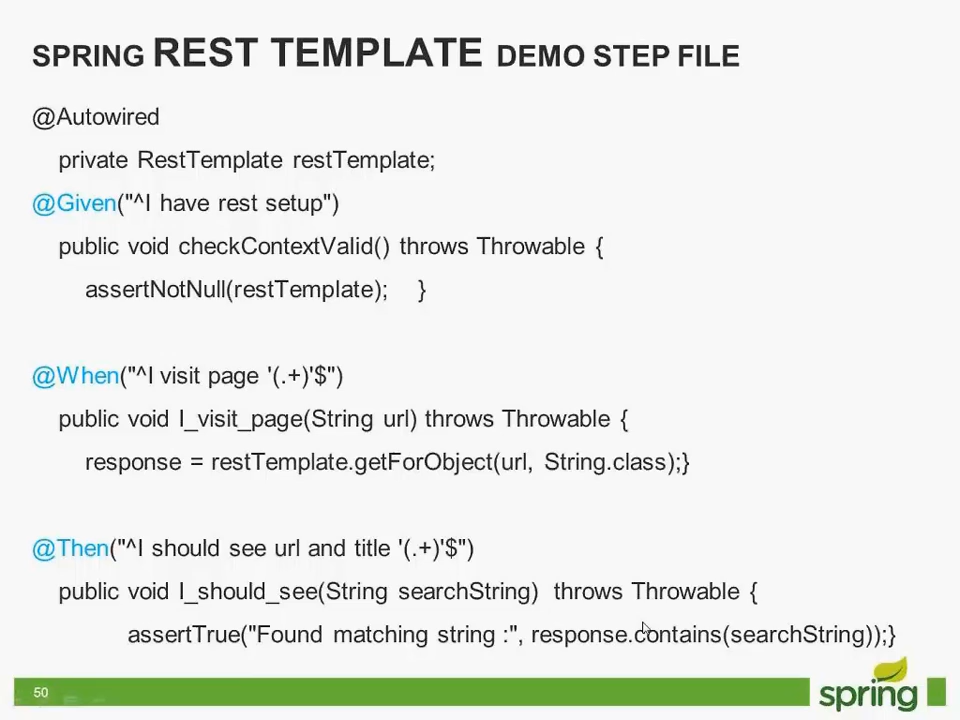 SPRING REST TEMPLATE DEMO STEP FILE
@Autowired
private RestTemplate restTemplate;
@Given("^I have rest setup")
public void checkContextValid() throws Throwable {
assertNotNull(restTemplate); }
@When("^I visit page '(.+)'$")
public void I_visit_page(String url) throws Throwable {
response = restTemplate.getForObject(url, String.class);}
@Then("^I should see url and title '(.+)'$")
public void I_should_see(String searchString) throws Throwable {
assertTrue("Found matching string :", response.contains(searchString));}
50
spring